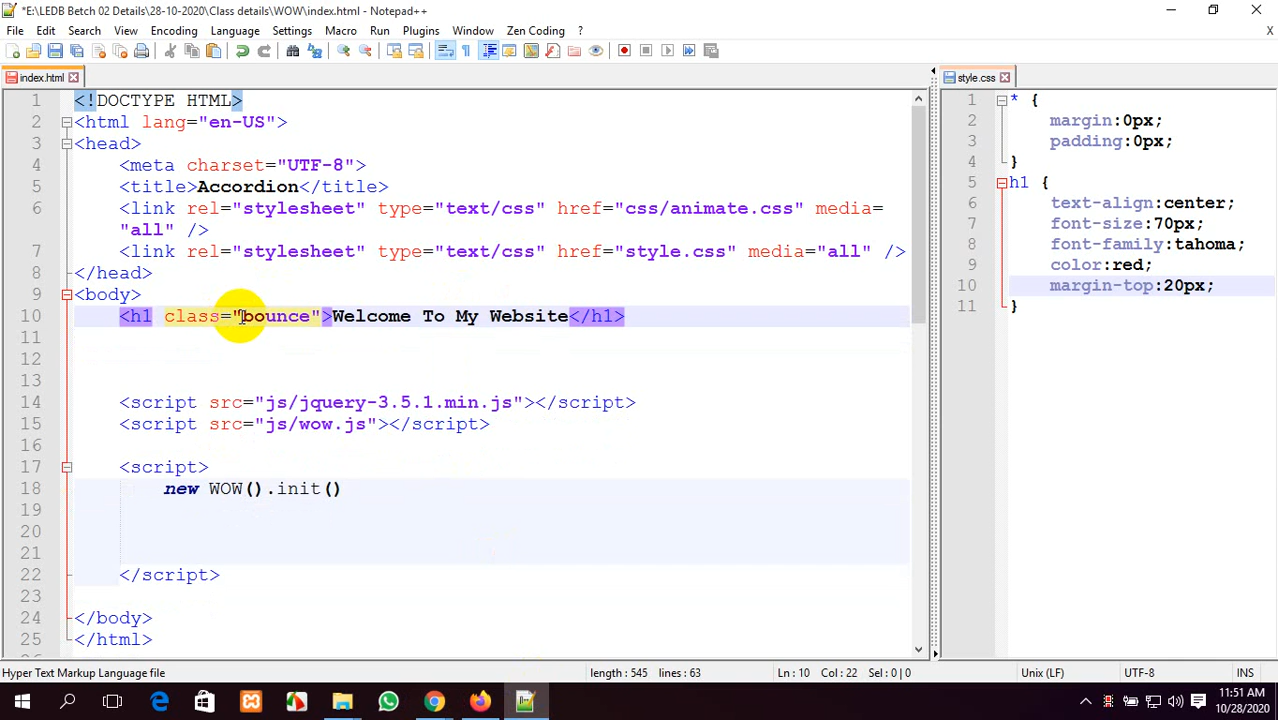 *E:\LEDB Betch 02 Details\28-10-2020\Class details\WOW\index.html - Notepad++
File Edit Search View Encoding Language Settings Macro Run Plugins Window Zen Coding ? X
index.html
style.css
1 <!DOCTYPE HTML>
2 <html lang="en-US">
3 <head>
4 <meta charset="UTF-8">
5 <title>Accordion</title>
6 <link rel="stylesheet" type="text/css" href="css/animate.css" media=
"all" />
7 <link rel="stylesheet" type="text/css" href="style.css" media="all" />
8 </head>
9 <body>
10 <h1 class="bounce">Welcome To My Website</h1>
11
12
13
14 <script src="js/jquery-3.5.1.min.js"></script>
15 <script src="js/wow.js"></script>
16
17 <script>
18 new WOW().init()
19
20
21
22 </script>
23
24 </body>
25 </html>
1 * {
2 margin:0px;
3 padding:0px;
4 }
5 h1 {
6 text-align:center;
7 font-size:70px;
8 font-family:tahoma;
9 color:red;
10 margin-top:20px;
11 }
Hyper Text Markup Language file length : 545 lines : 63 Ln : 10 Col : 22 Sel : 0 | 0 Unix (LF) UTF-8 INS
11:51 AM
10/28/2020